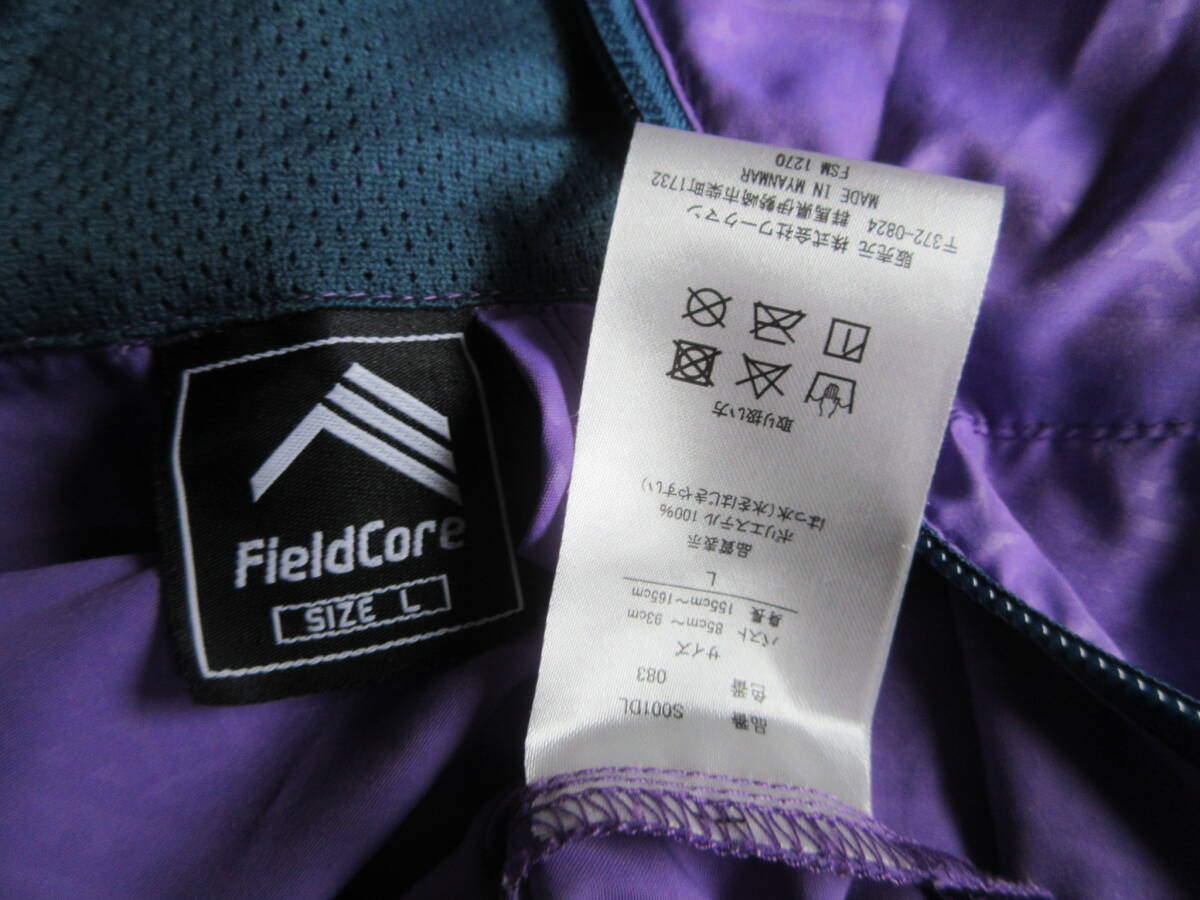 FieldCore
SIZE L
品番 S001DL
色番 083
サイズ
バスト 85cm～ 93cm
身長 155cm～165cm
L
品質表示
ポリエステル 100%
はっ水(水をはじきやすい)
取り扱い方
販売元 株式会社ワークマン
〒372-0824 群馬県伊勢崎市柴町1732
MADE IN MYANMAR
FSM 1270